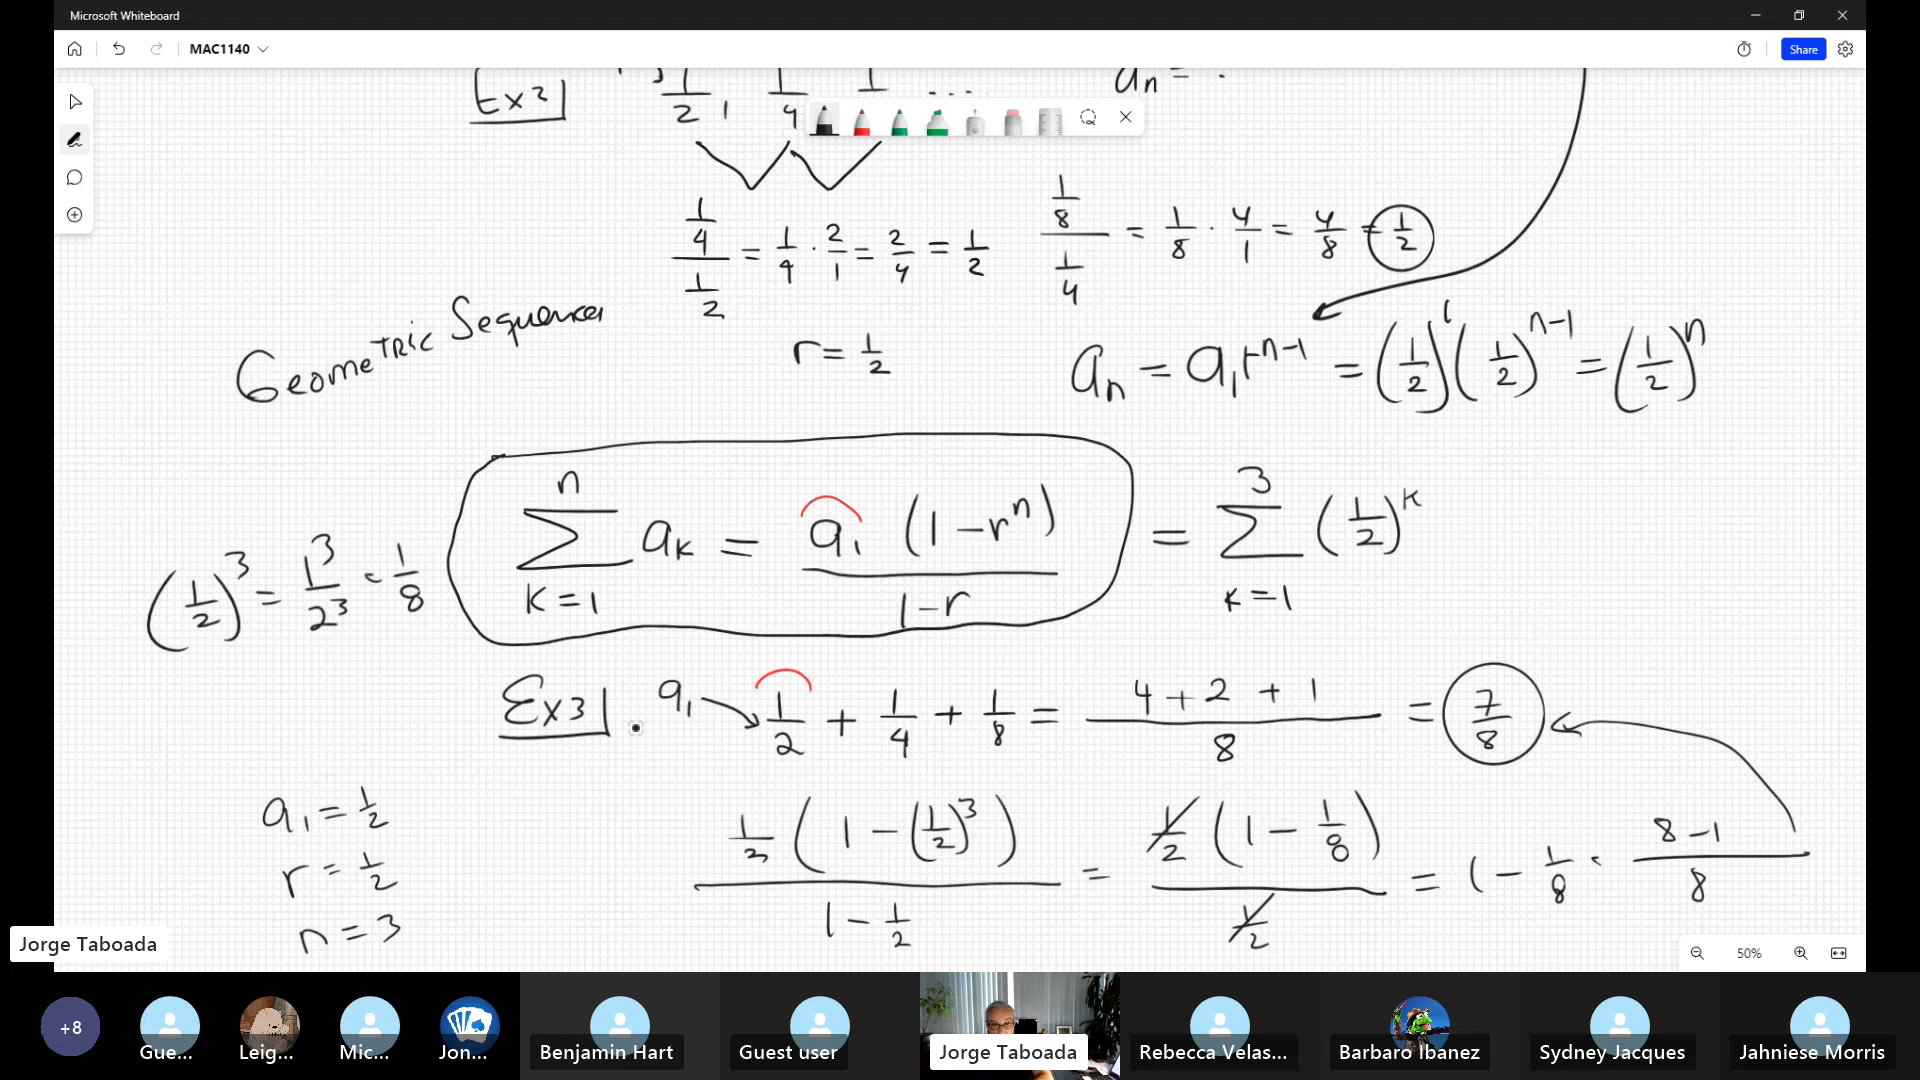 Microsoft Whiteboard
MAC1140
Share
Ex2| 1/2, 1/4 1 ....
aₙ = .
(1/4)/(1/2) = 1/4 · 2/1 = 2/4 = 1/2
(1/8)/(1/4) = 1/8 · 4/1 = 4/8 = 1/2
Geometric Sequences
r = 1/2
aₙ = a₁rⁿ⁻¹ = (1/2)¹(1/2)ⁿ⁻¹ = (1/2)ⁿ
n Σ k=1 aₖ = a₁(1-rⁿ)/(1-r) = 3 Σ k=1 (1/2)ᵏ
(1/2)³ = 1³/2³ = 1/8
Ex3| a₁ 1/2 + 1/4 + 1/8 = (4+2+1)/8 = 7/8
a₁ = 1/2
r = 1/2
n = 3
1/2(1-(1/2)³)/(1-1/2) = 1/2(1-1/8)/(1/2) = 1-1/8 = (8-1)/8
Jorge Taboada
50%
+8
Gue...
Leig...
Mic...
Jon...
Benjamin Hart
Guest user
Jorge Taboada
Rebecca Velas...
Barbaro Ibanez
Sydney Jacques
Jahniese Morris